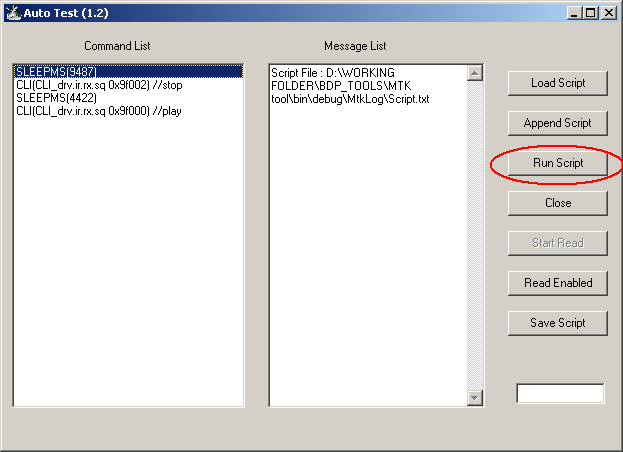 Auto Test (1.2)
Command List
Message List
SLEEPMS(9487)
CLI(CLI_drv.ir.rx.sq 0x9f002) //stop
SLEEPMS(4422)
CLI(CLI_drv.ir.rx.sq 0x9f000) //play
Script File : D:\WORKING
FOLDER\BDP_TOOLS\MTK
tool\bin\debug\MtkLog\Script.txt
Load Script
Append Script
Run Script
Close
Start Read
Read Enabled
Save Script